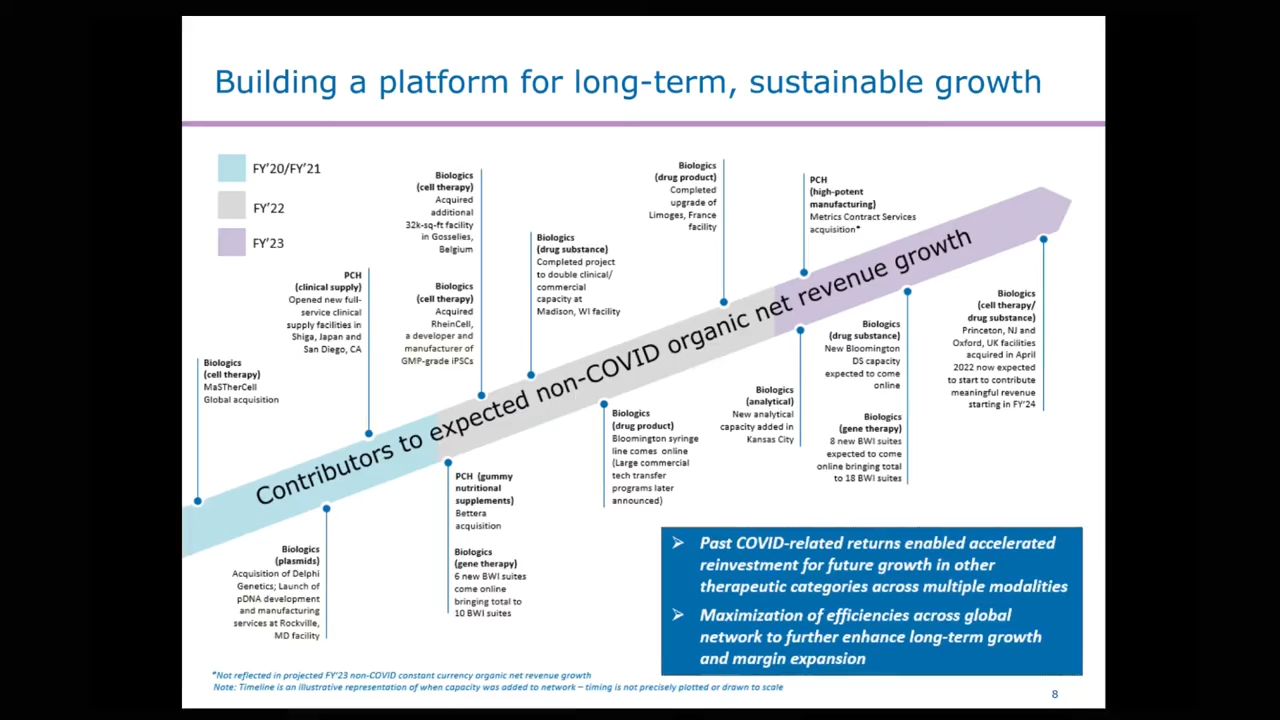 Building a platform for long-term, sustainable growth
FY'20/FY'21
FY'22
FY'23
Biologics
(cell therapy)
MaSTherCell
Global acquisition
PCH
(clinical supply)
Opened new full-
service clinical
supply facilities in
Shiga, Japan and
San Diego, CA
Biologics
(cell therapy)
Acquired
additional
32k-sq-ft facility
in Gosselies,
Belgium
Biologics
(cell therapy)
Acquired
RheinCell,
a developer and
manufacturer of
GMP-grade iPSCs
Biologics
(drug substance)
Completed project
to double clinical/
commercial
capacity at
Madison, WI facility
Biologics
(drug product)
Completed
upgrade of
Limoges, France
facility
PCH
(high-potent
manufacturing)
Metrics Contract Services
acquisition*
Contributors to expected non-COVID organic net revenue growth
Biologics
(plasmids)
Acquisition of Delphi
Genetics; Launch of
pDNA development
and manufacturing
services at Rockville,
MD facility
PCH (gummy
nutritional
supplements)
Bettera
acquisition
Biologics
(gene therapy)
6 new BWI suites
come online
bringing total to
10 BWI suites
Biologics
(drug product)
Bloomington syringe
line comes online
(Large commercial
tech transfer
programs later
announced)
Biologics
(analytical)
New analytical
capacity added in
Kansas City
Biologics
(drug substance)
New Bloomington
DS capacity
expected to come
online
Biologics
(gene therapy)
8 new BWI suites
expected to come
online bringing total
to 18 BWI suites
Biologics
(cell therapy/
drug substance)
Princeton, NJ and
Oxford, UK facilities
acquired in April
2022 now expected
to start to contribute
meaningful revenue
starting in FY'24
➢ Past COVID-related returns enabled accelerated
reinvestment for future growth in other
therapeutic categories across multiple modalities
➢ Maximization of efficiencies across global
network to further enhance long-term growth
and margin expansion
*Not reflected in projected FY'23 non-COVID constant currency organic net revenue growth
Note: Timeline is an illustrative representation of when capacity was added to network – timing is not precisely plotted or drawn to scale
8